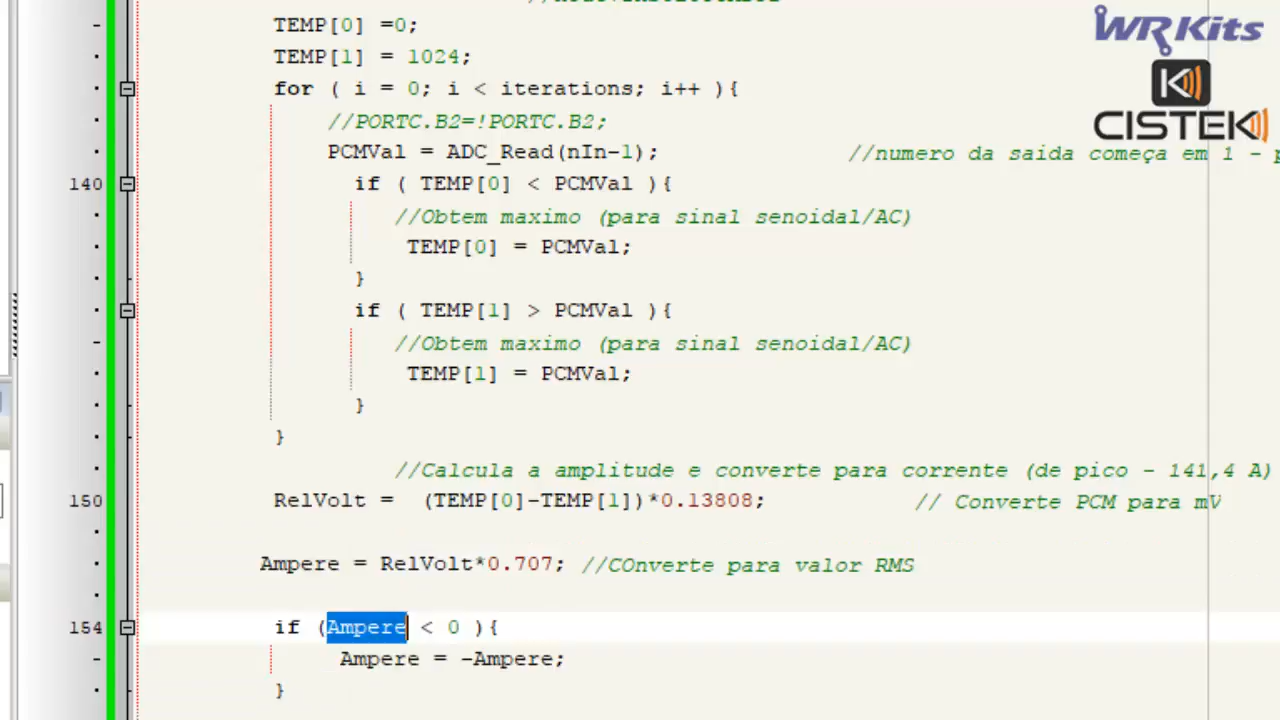 TEMP[0] =0;
TEMP[1] = 1024;
for ( i = 0; i < iterations; i++ ){
//PORTC.B2=!PORTC.B2;
PCMVal = ADC_Read(nIn-1); //numero da saida começa em 1 -
140 if ( TEMP[0] < PCMVal ){
//Obtem maximo (para sinal senoidal/AC)
TEMP[0] = PCMVal;
}
if ( TEMP[1] > PCMVal ){
//Obtem maximo (para sinal senoidal/AC)
TEMP[1] = PCMVal;
}
}
//Calcula a amplitude e converte para corrente (de pico - 141,4 A)
150 RelVolt = (TEMP[0]-TEMP[1])*0.13808; // Converte PCM para mV
Ampere = RelVolt*0.707; //COnverte para valor RMS
154 if (Ampere < 0 ){
Ampere = -Ampere;
}
WRKits
K
CISTEK